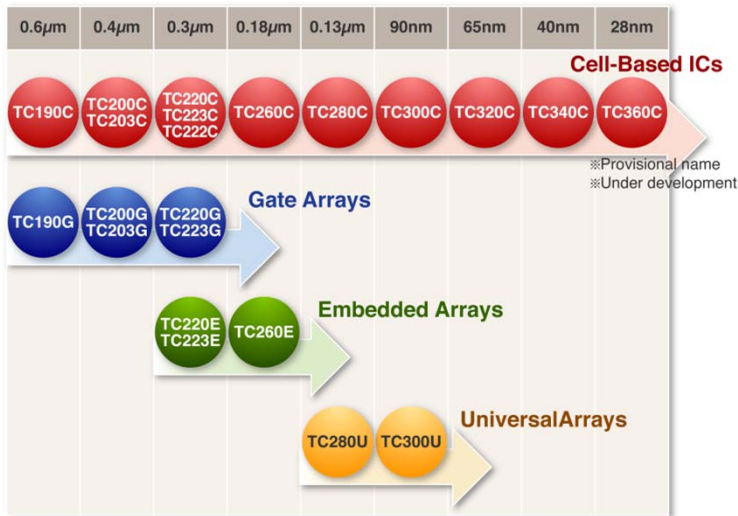 0.6μm 0.4μm 0.3μm 0.18μm 0.13μm 90nm 65nm 40nm 28nm
Cell-Based ICs
TC190C
TC200C
TC203C
TC220C
TC223C
TC222C
TC260C
TC280C
TC300C
TC320C
TC340C
TC360C
※Provisional name
※Under development
Gate Arrays
TC190G
TC200G
TC203G
TC220G
TC223G
Embedded Arrays
TC220E
TC223E
TC260E
UniversalArrays
TC280U
TC300U